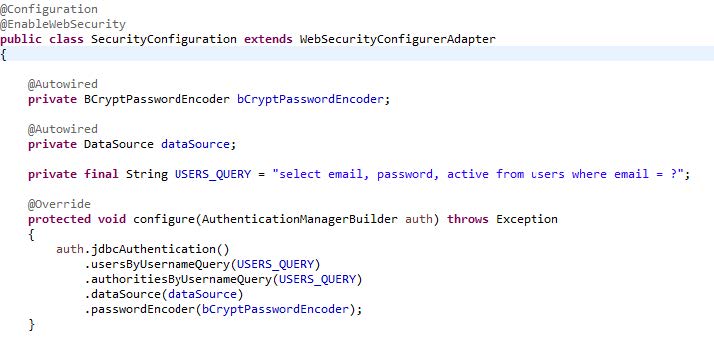 @Configuration
@EnableWebSecurity
public class SecurityConfiguration extends WebSecurityConfigurerAdapter
{
@Autowired
private BCryptPasswordEncoder bCryptPasswordEncoder;
@Autowired
private DataSource dataSource;
private final String USERS_QUERY = "select email, password, active from users where email = ?";
@Override
protected void configure(AuthenticationManagerBuilder auth) throws Exception
{
auth.jdbcAuthentication()
.usersByUsernameQuery(USERS_QUERY)
.authoritiesByUsernameQuery(USERS_QUERY)
.dataSource(dataSource)
.passwordEncoder(bCryptPasswordEncoder);
}